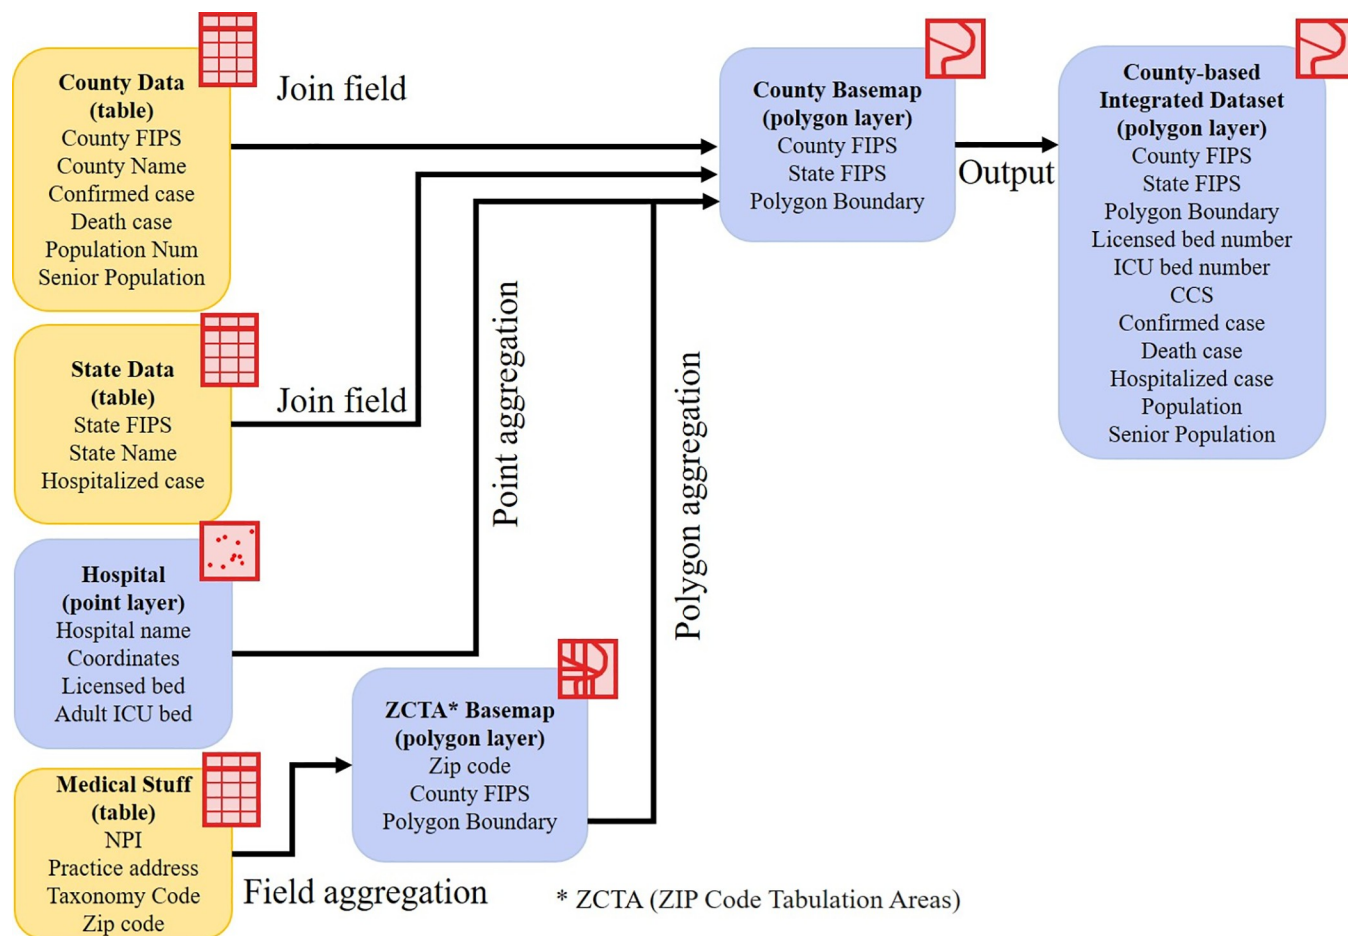 County Data
(table)
County FIPS
County Name
Confirmed case
Death case
Population Num
Senior Population
Join field
State Data
(table)
State FIPS
State Name
Hospitalized case
Join field
Hospital
(point layer)
Hospital name
Coordinates
Licensed bed
Adult ICU bed
Point aggregation
Medical Stuff
(table)
NPI
Practice address
Taxonomy Code
Zip code
Field aggregation
ZCTA* Basemap
(polygon layer)
Zip code
County FIPS
Polygon Boundary
Polygon aggregation
County Basemap
(polygon layer)
County FIPS
State FIPS
Polygon Boundary
Output
County-based
Integrated Dataset
(polygon layer)
County FIPS
State FIPS
Polygon Boundary
Licensed bed number
ICU bed number
CCS
Confirmed case
Death case
Hospitalized case
Population
Senior Population
* ZCTA (ZIP Code Tabulation Areas)